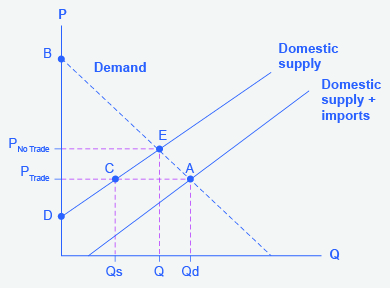 P
B
Demand
Domestic
supply
Domestic
supply +
imports
E
P No Trade
C
A
P Trade
D
Q
Qs
Q
Qd